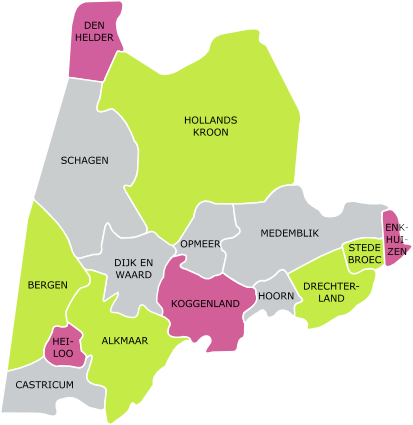 DEN
HELDER
HOLLANDS
KROON
SCHAGEN
MEDEMBLIK
ENK-
HUI-
ZEN
OPMEER
STEDE
BROEC
DIJK EN
WAARD
BERGEN
DRECHTER-
LAND
HOORN
KOGGENLAND
HEI-
LOO
ALKMAAR
CASTRICUM